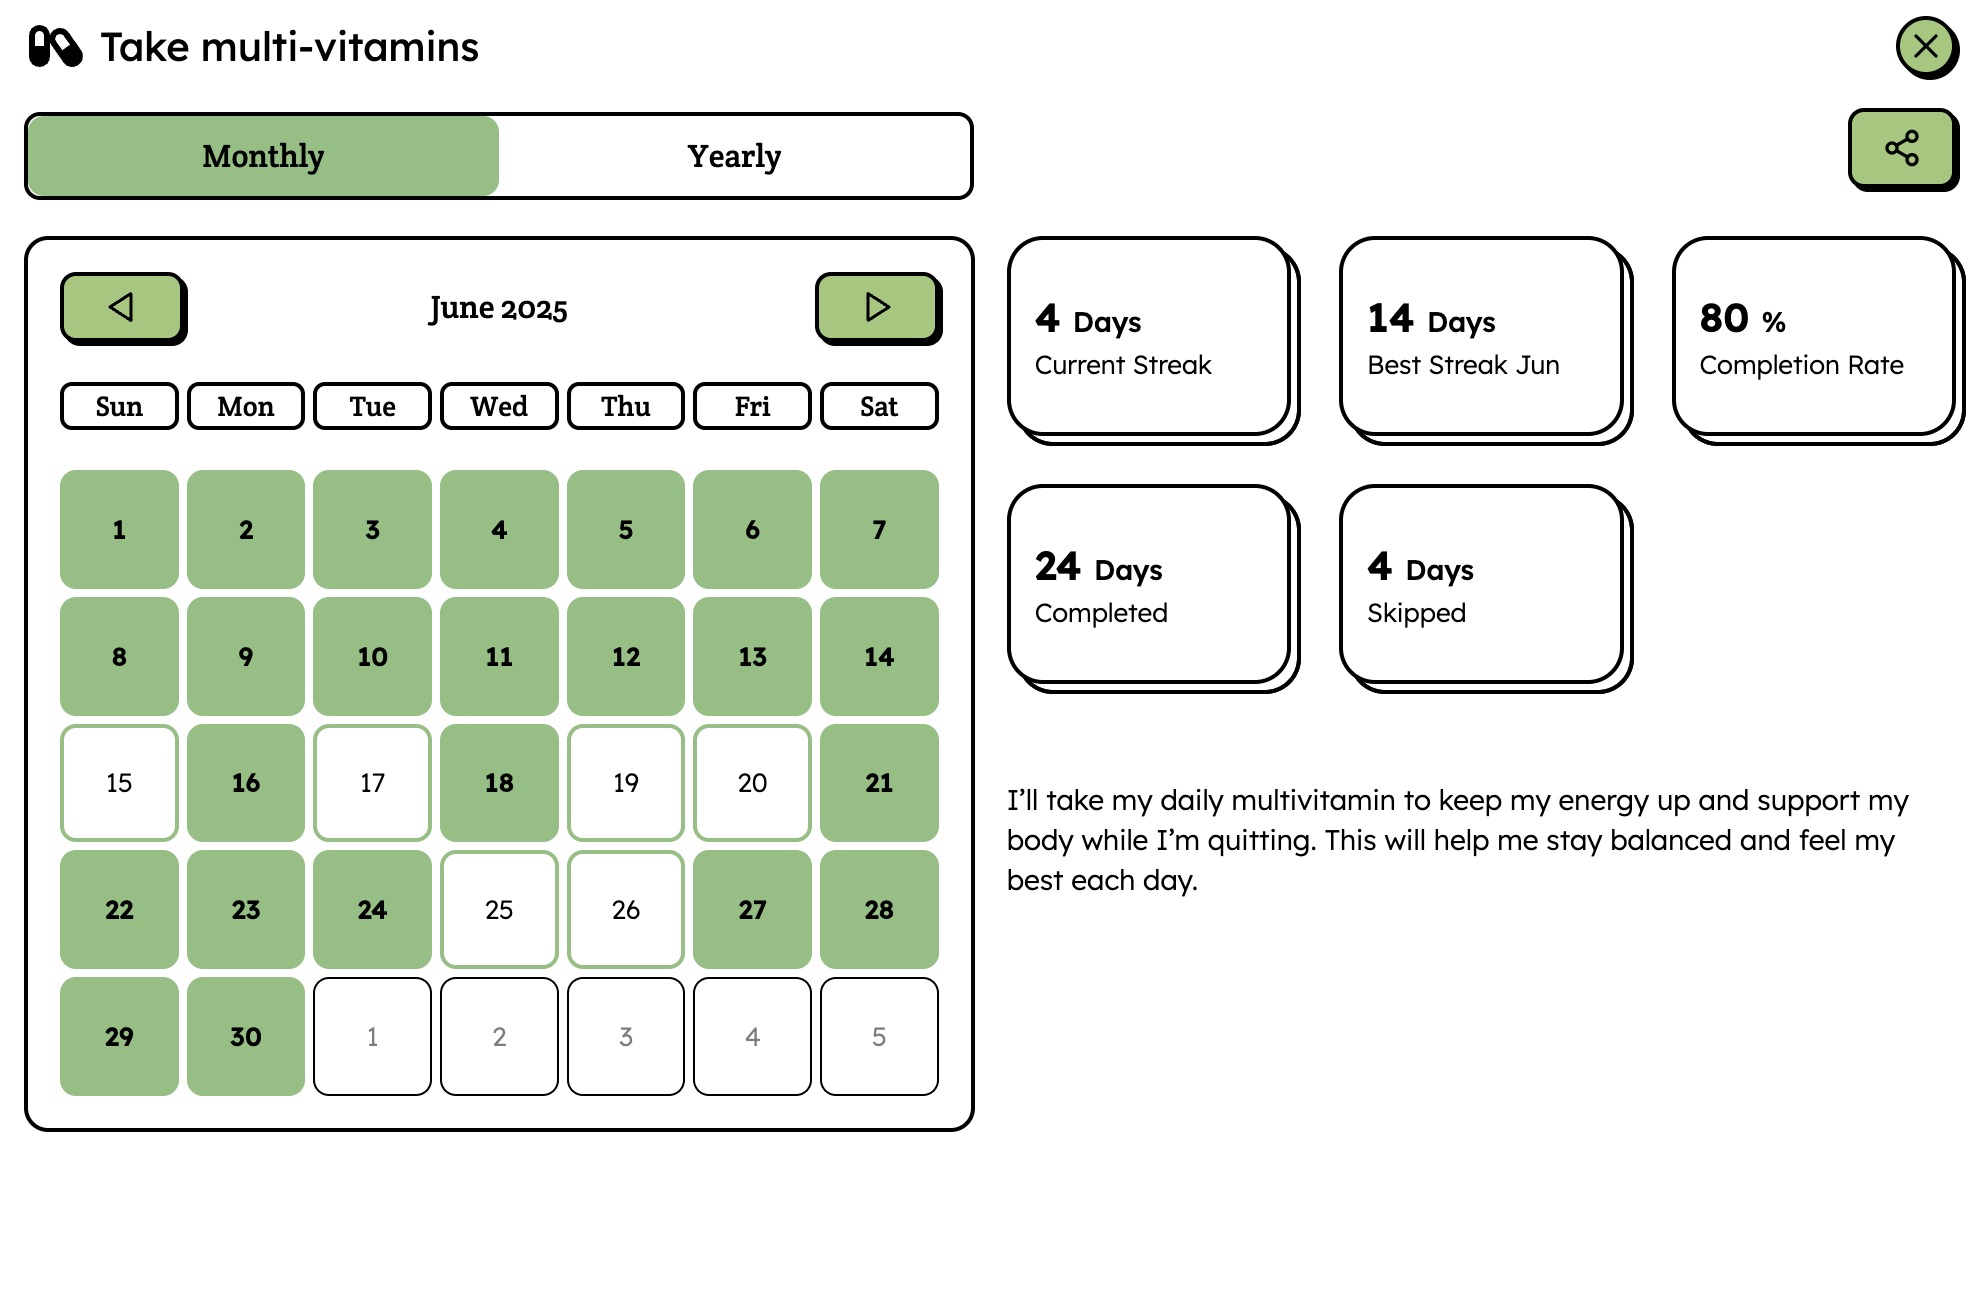 Take multi-vitamins
Monthly Yearly
June 2025
Sun Mon Tue Wed Thu Fri Sat
1 2 3 4 5 6 7
8 9 10 11 12 13 14
15 16 17 18 19 20 21
22 23 24 25 26 27 28
29 30 1 2 3 4 5
4 Days
Current Streak
14 Days
Best Streak Jun
80 %
Completion Rate
24 Days
Completed
4 Days
Skipped
I’ll take my daily multivitamin to keep my energy up and support my
body while I’m quitting. This will help me stay balanced and feel my
best each day.